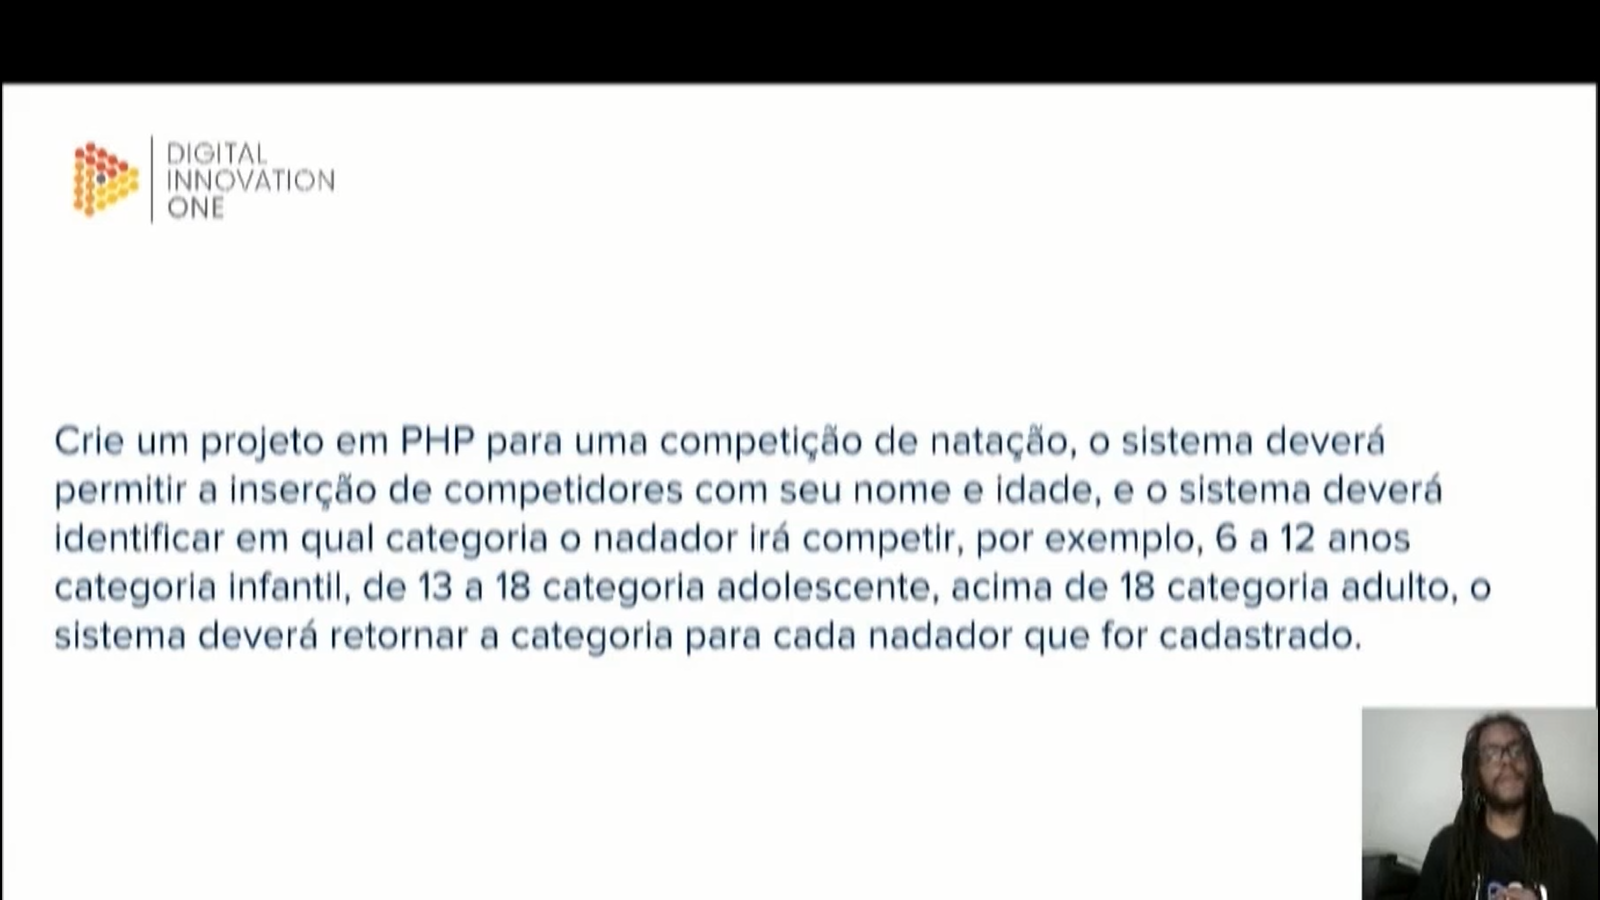 DIGITAL
INNOVATION
ONE
Crie um projeto em PHP para uma competição de natação, o sistema deverá
permitir a inserção de competidores com seu nome e idade, e o sistema deverá
identificar em qual categoria o nadador irá competir, por exemplo, 6 a 12 anos
categoria infantil, de 13 a 18 categoria adolescente, acima de 18 categoria adulto, o
sistema deverá retornar a categoria para cada nadador que for cadastrado.